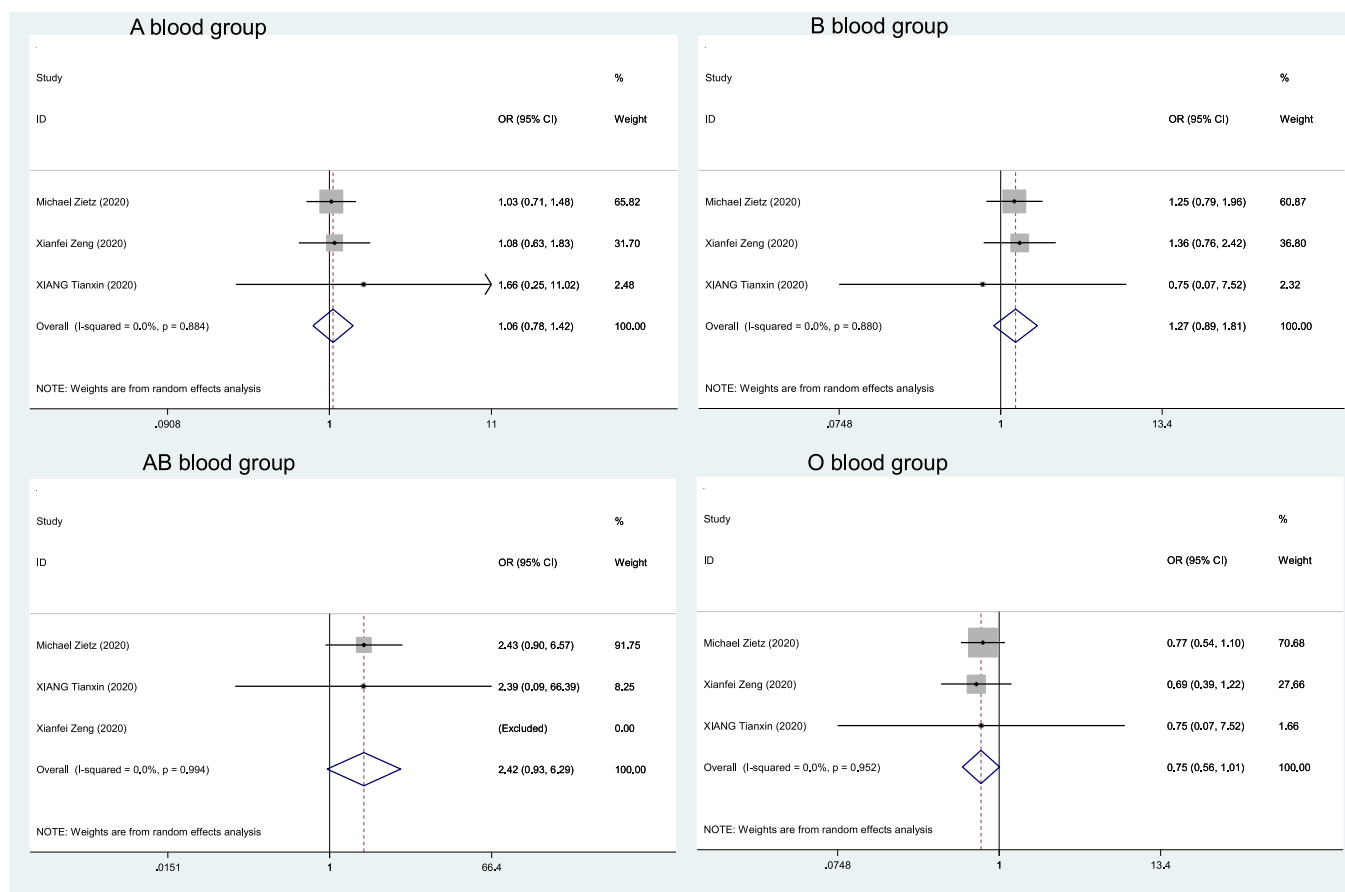 A blood group
Study %
ID OR (95% CI) Weight
Michael Zietz (2020) 1.03 (0.71, 1.48) 65.82
Xianfei Zeng (2020) 1.08 (0.63, 1.83) 31.70
XIANG Tianxin (2020) 1.66 (0.25, 11.02) 2.48
Overall (I-squared = 0.0%, p = 0.884) 1.06 (0.78, 1.42) 100.00
NOTE: Weights are from random effects analysis
.0908 1 11
B blood group
Study %
ID OR (95% CI) Weight
Michael Zietz (2020) 1.25 (0.79, 1.96) 60.87
Xianfei Zeng (2020) 1.36 (0.76, 2.42) 36.80
XIANG Tianxin (2020) 0.75 (0.07, 7.52) 2.32
Overall (I-squared = 0.0%, p = 0.880) 1.27 (0.89, 1.81) 100.00
NOTE: Weights are from random effects analysis
.0748 1 13.4
AB blood group
Study %
ID OR (95% CI) Weight
Michael Zietz (2020) 2.43 (0.90, 6.57) 91.75
XIANG Tianxin (2020) 2.39 (0.09, 66.39) 8.25
Xianfei Zeng (2020) (Excluded) 0.00
Overall (I-squared = 0.0%, p = 0.994) 2.42 (0.93, 6.29) 100.00
NOTE: Weights are from random effects analysis
.0151 1 66.4
O blood group
Study %
ID OR (95% CI) Weight
Michael Zietz (2020) 0.77 (0.54, 1.10) 70.68
Xianfei Zeng (2020) 0.69 (0.39, 1.22) 27.66
XIANG Tianxin (2020) 0.75 (0.07, 7.52) 1.66
Overall (I-squared = 0.0%, p = 0.952) 0.75 (0.56, 1.01) 100.00
NOTE: Weights are from random effects analysis
.0748 1 13.4